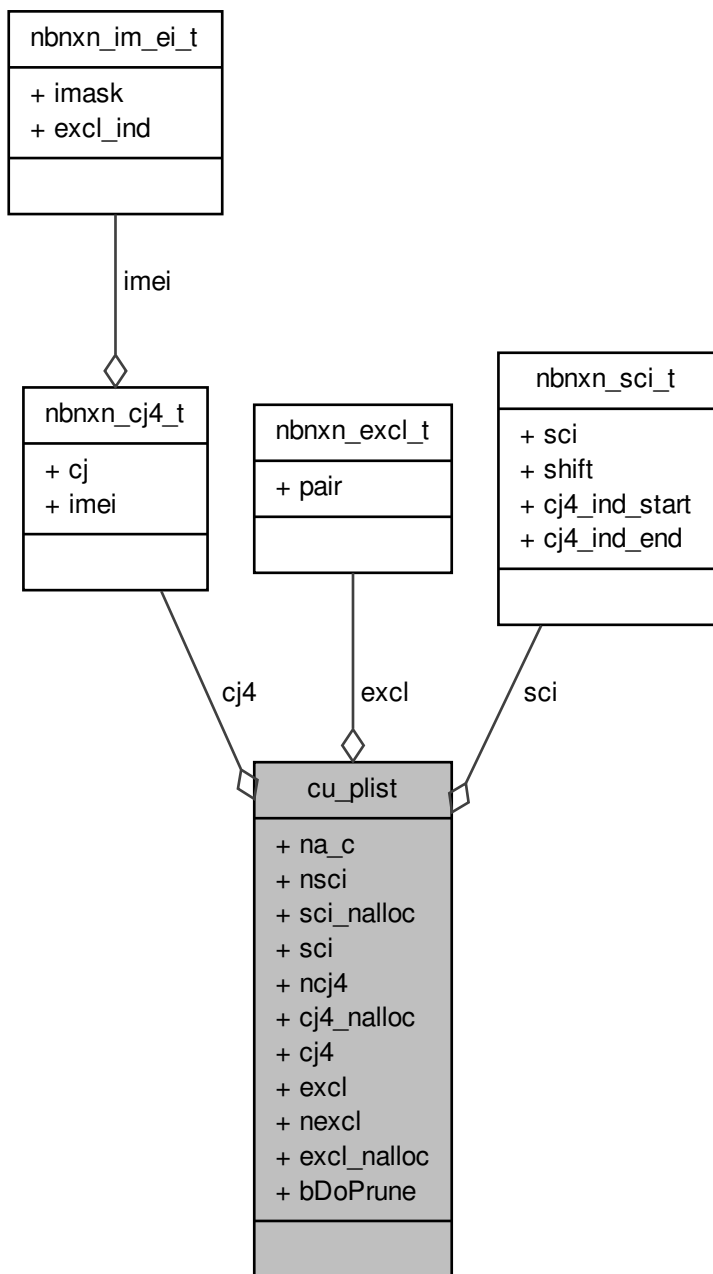 nbnxn_im_ei_t
+ imask
+ excl_ind
imei
nbnxn_cj4_t
+ cj
+ imei
nbnxn_excl_t
+ pair
nbnxn_sci_t
+ sci
+ shift
+ cj4_ind_start
+ cj4_ind_end
cj4
excl
sci
cu_plist
+ na_c
+ nsci
+ sci_nalloc
+ sci
+ ncj4
+ cj4_nalloc
+ cj4
+ excl
+ nexcl
+ excl_nalloc
+ bDoPrune